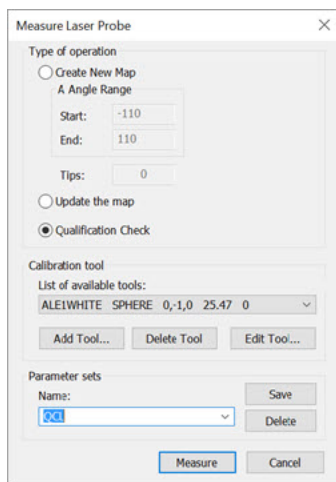 Measure Laser Probe
Type of operation
Create New Map
A Angle Range
Start: -110
End: 110
Tips: 0
Update the map
Qualification Check
Calibration tool
List of available tools:
ALE1WHITE SPHERE 0,-1,0 25.47 0
Add Tool... Delete Tool Edit Tool...
Parameter sets
Name:
Save
QC1
Delete
Measure Cancel